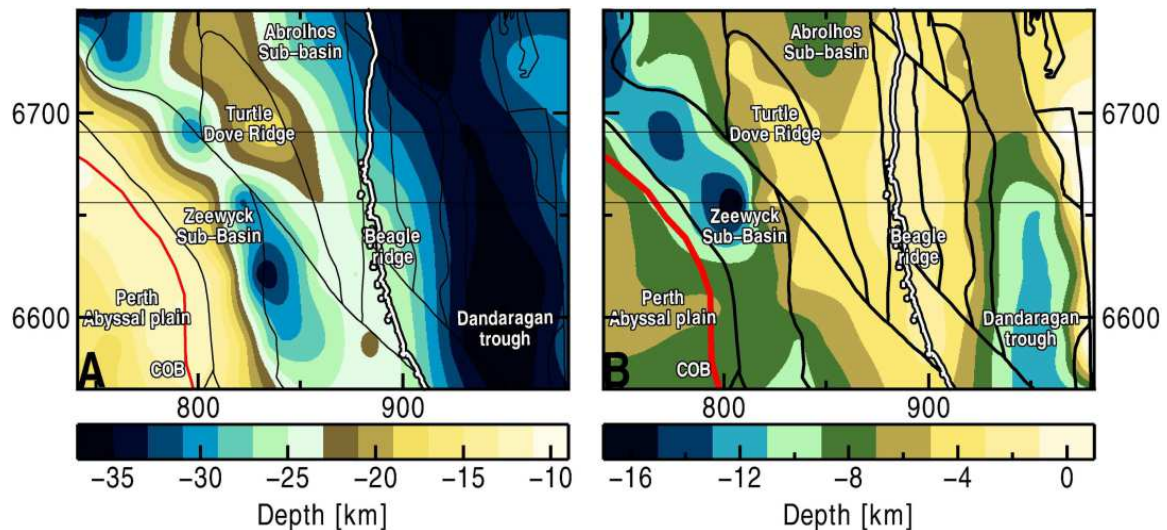 Abrolhos
Sub-basin
Turtle
Dove Ridge
Zeewyck
Sub-Basin
Beagle
ridge
Perth
Abyssal plain
Dandaragan
trough
COB
A
6700
6600
800
900
−35
−30
−25
−20
−15
−10
Depth [km]
Abrolhos
Sub-basin
Turtle
Dove Ridge
Zeewyck
Sub-Basin
Beagle
ridge
Perth
Abyssal plain
Dandaragan
trough
COB
B
6700
6600
800
900
−16
−12
−8
−4
0
Depth [km]